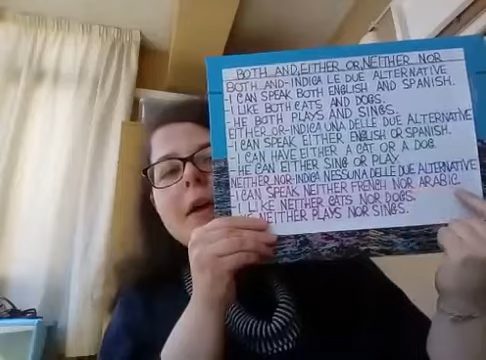 BOTH AND, EITHER OR, NEITHER NOR
BOTH AND-INDICA LE DUE ALTERNATIVE
-I CAN SPEAK BOTH ENGLISH AND SPANISH.
-I LIKE BOTH CATS AND DOGS.
-HE BOTH PLAYS AND SINGS.
EITHER OR-INDICA UNA DELLE DUE ALTERNATIVE
-I CAN SPEAK EITHER ENGLISH OR SPANISH.
-I CAN HAVE EITHER A CAT OR A DOG.
-HE CAN EITHER SING OR PLAY.
NEITHER NOR-INDICA NESSUNA DELLE DUE ALTERNATIVE
-I CAN SPEAK NEITHER FRENCH NOR ARABIC.
-I LIKE NEITHER CATS NOR DOGS.
NEITHER PLAYS NOR SINGS.